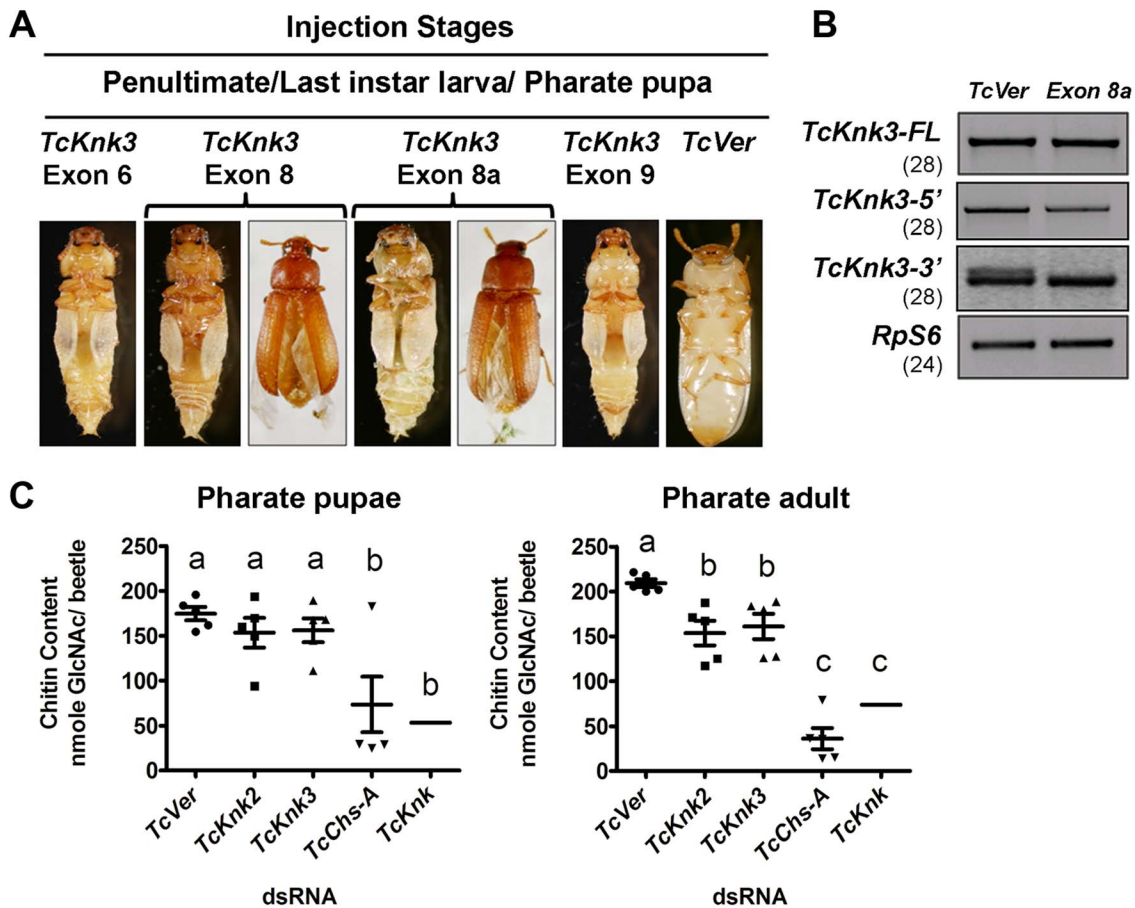 A
Injection Stages
Penultimate/Last instar larva/ Pharate pupa
TcKnk3 TcKnk3 TcKnk3 TcKnk3 TcVer
Exon 6 Exon 8 Exon 8a Exon 9
B
TcVer Exon 8a
TcKnk3-FL
(28)
TcKnk3-5’
(28)
TcKnk3-3’
(28)
RpS6
(24)
C
Pharate pupae
Chitin Content
nmole GlcNAc/ beetle
250
200
150
100
50
0
a a a b b
TcVer TcKnk2 TcKnk3 TcChs-A TcKnk
dsRNA
Pharate adult
Chitin Content
nmole GlcNAc/ beetle
250
200
150
100
50
0
a b b c c
TcVer TcKnk2 TcKnk3 TcChs-A TcKnk
dsRNA